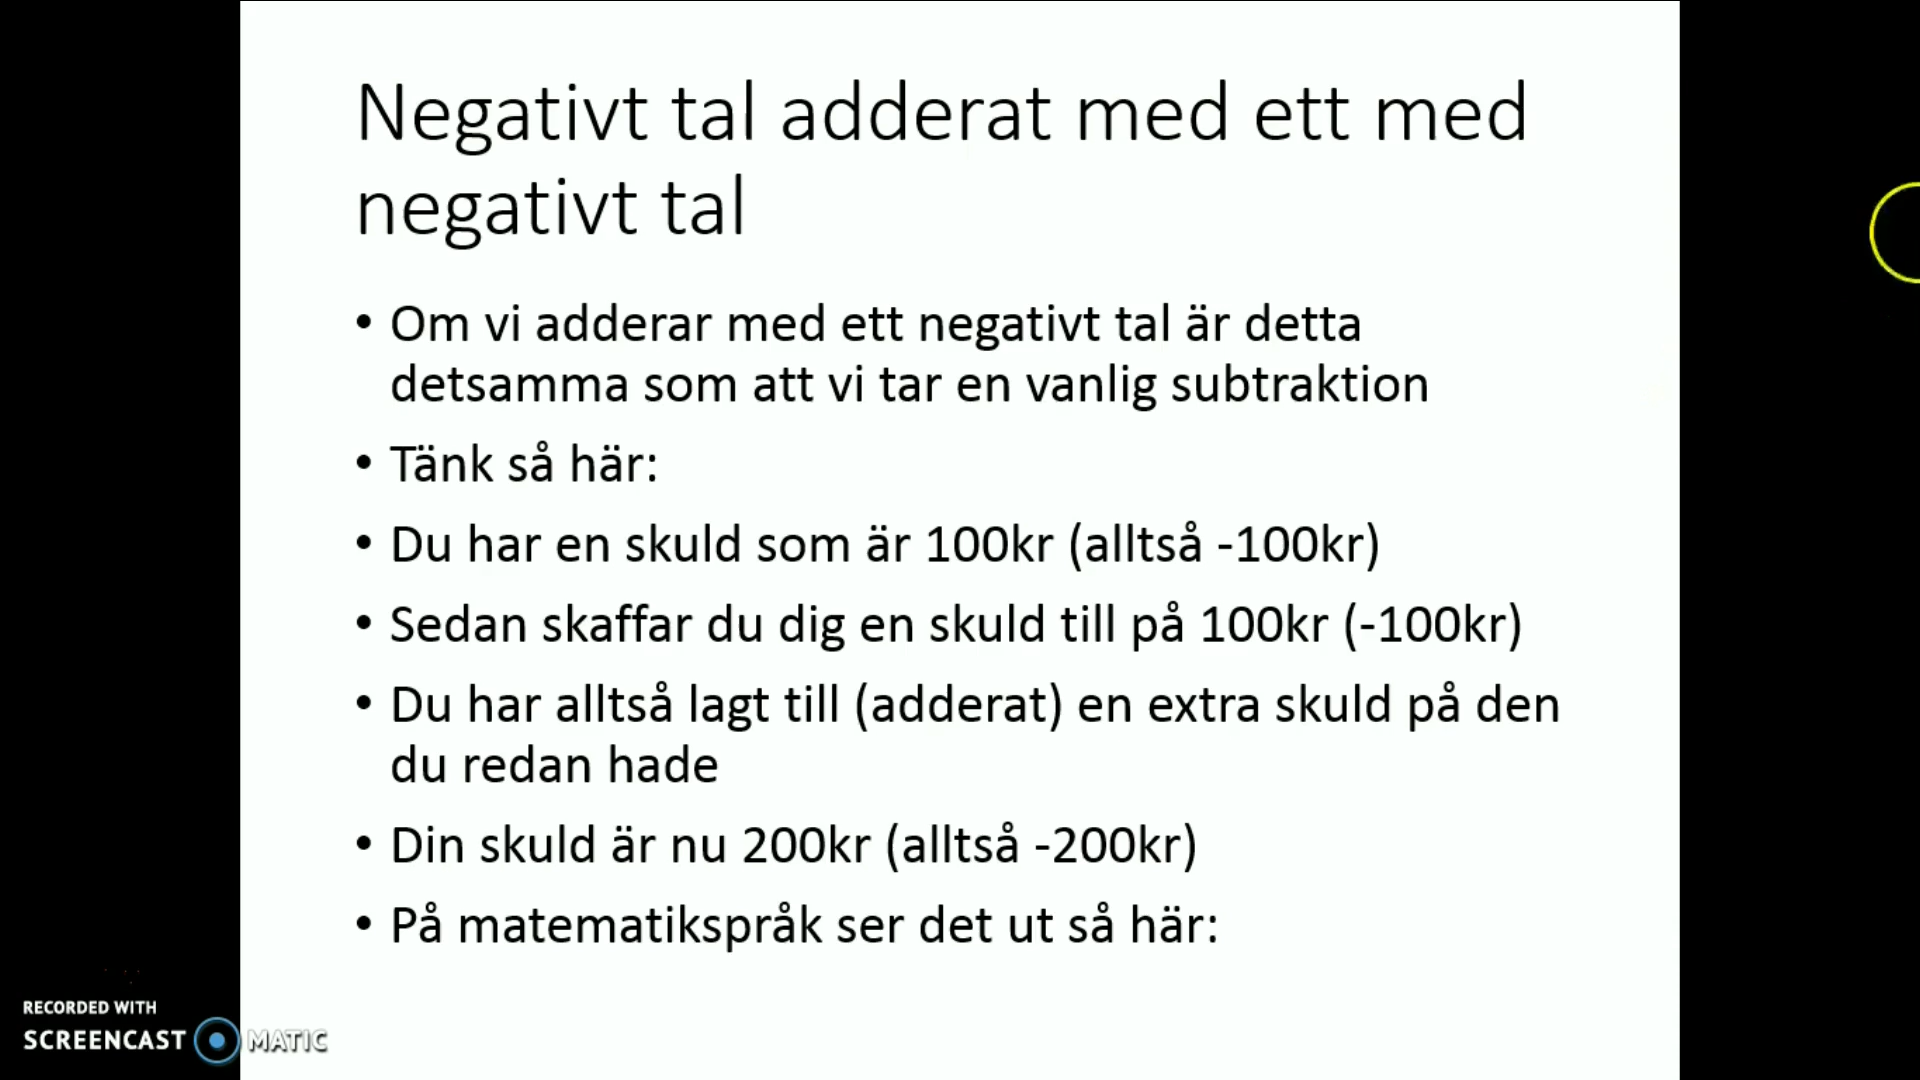 Negativt tal adderat med ett med
negativt tal
• Om vi adderar med ett negativt tal är detta
detsamma som att vi tar en vanlig subtraktion
• Tänk så här:
• Du har en skuld som är 100kr (alltså -100kr)
• Sedan skaffar du dig en skuld till på 100kr (-100kr)
• Du har alltså lagt till (adderat) en extra skuld på den
du redan hade
• Din skuld är nu 200kr (alltså -200kr)
• På matematikspråk ser det ut så här:
RECORDED WITH
SCREENCAST MATIC